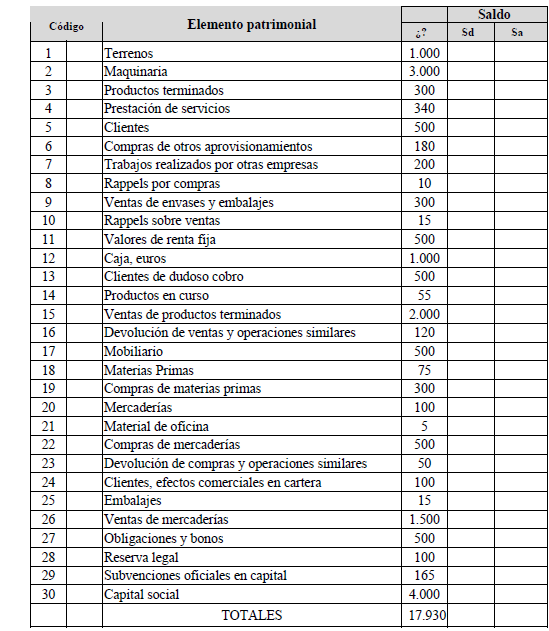 Código Elemento patrimonial Saldo
¿? Sd Sa
1 Terrenos 1.000
2 Maquinaria 3.000
3 Productos terminados 300
4 Prestación de servicios 340
5 Clientes 500
6 Compras de otros aprovisionamientos 180
7 Trabajos realizados por otras empresas 200
8 Rappels por compras 10
9 Ventas de envases y embalajes 300
10 Rappels sobre ventas 15
11 Valores de renta fija 500
12 Caja, euros 1.000
13 Clientes de dudoso cobro 500
14 Productos en curso 55
15 Ventas de productos terminados 2.000
16 Devolución de ventas y operaciones similares 120
17 Mobiliario 500
18 Materias Primas 75
19 Compras de materias primas 300
20 Mercaderías 100
21 Material de oficina 5
22 Compras de mercaderías 500
23 Devolución de compras y operaciones similares 50
24 Clientes, efectos comerciales en cartera 100
25 Embalajes 15
26 Ventas de mercaderías 1.500
27 Obligaciones y bonos 500
28 Reserva legal 100
29 Subvenciones oficiales en capital 165
30 Capital social 4.000
TOTALES 17.930